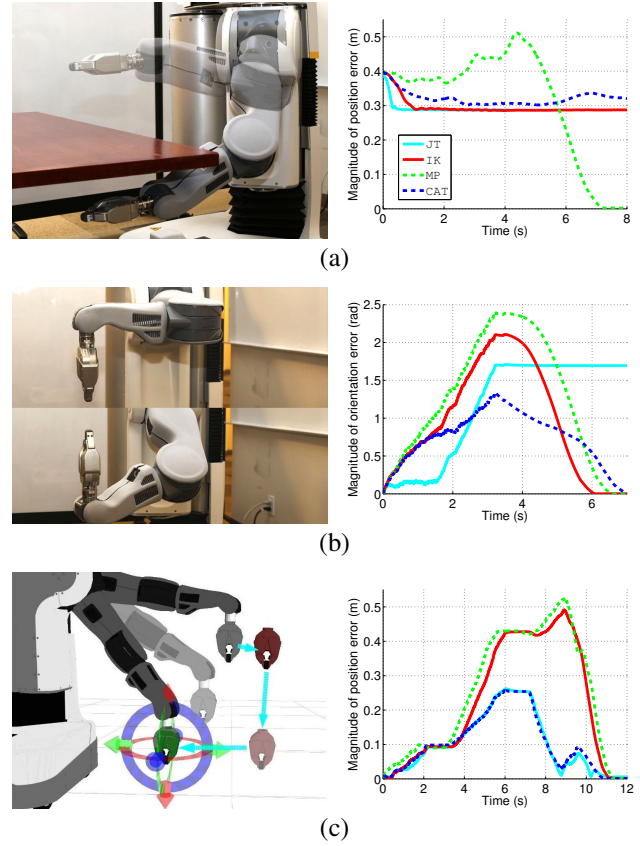 Magnitude of position error (m)
0.5
0.4
0.3
0.2
0.1
0
JT
IK
MP
CAT
0 2 4 6 8
Time (s)
(a)
Magnitude of orientation error (rad)
2.5
2
1.5
1
0.5
0
0 2 4 6
Time (s)
(b)
Magnitude of position error (m)
0.5
0.4
0.3
0.2
0.1
0
0 2 4 6 8 10 12
Time (s)
(c)